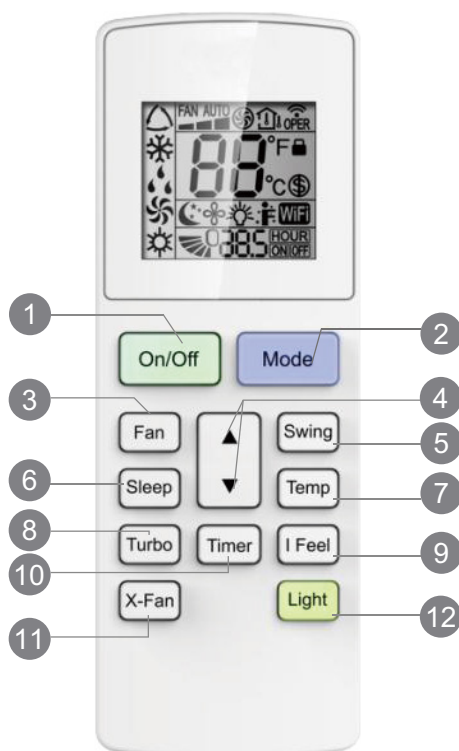 FAN AUTO
OPER
88 °F
°C $
WiFi
038.5 HOUR
ON OFF
1
On/Off
Mode
2
3
Fan
4
Swing
5
6
Sleep
Temp
7
8
Turbo
Timer
I Feel
9
10
X-Fan
Light
11
12